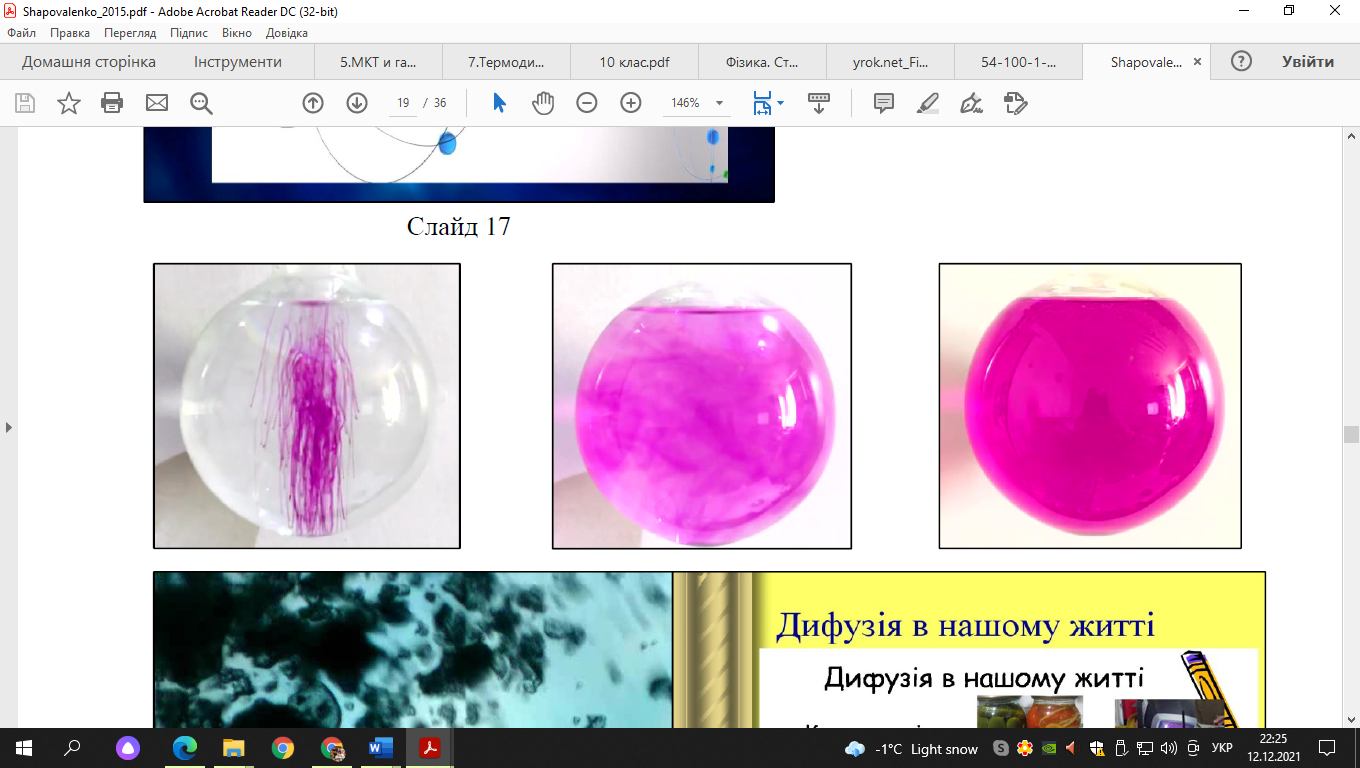 Shapovalenko_2015.pdf - Adobe Acrobat Reader DC (32-bit)
Файл Правка Перегляд Підпис Вікно Довідка
Домашня сторінка Інструменти 5.МКТ и га... 7.Термоди... 10 клас.pdf Фізика. Ст... yrok.net_Fi... 54-100-1-... Shapovale... Увійти
19 / 36 146%
Слайд 17
Дифузія в нашому житті
Дифузія в нашому житті
-1°C Light snow УКР 22:25
12.12.2021